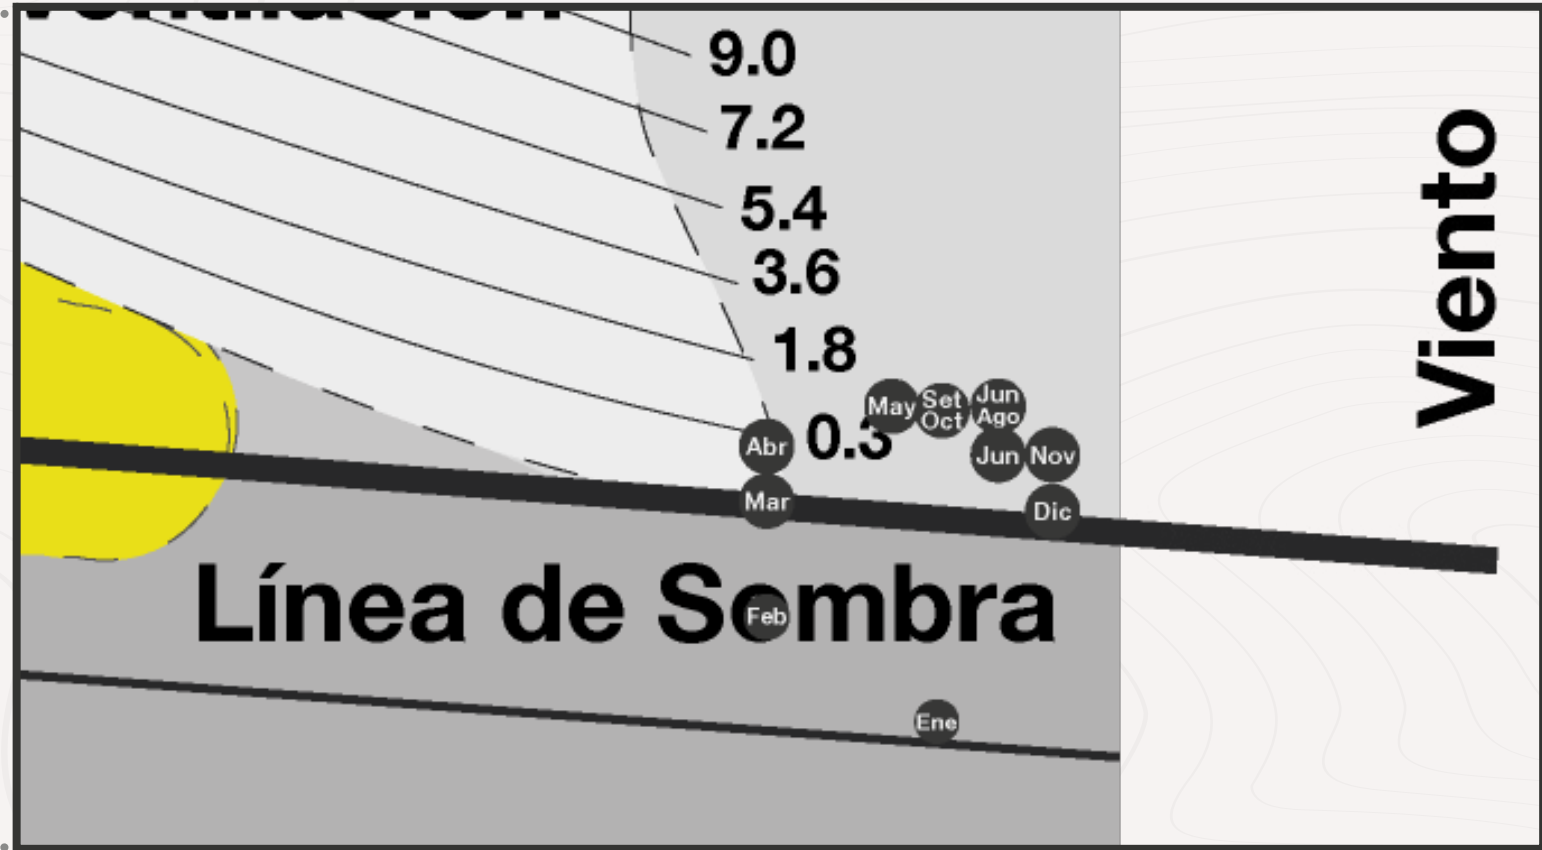 Ventilación
9.0
7.2
5.4
3.6
1.8
0.3
Viento
May
Set
Oct
Jun
Ago
Abr
Jun
Nov
Mar
Dic
Línea de Sombra
Feb
Ene